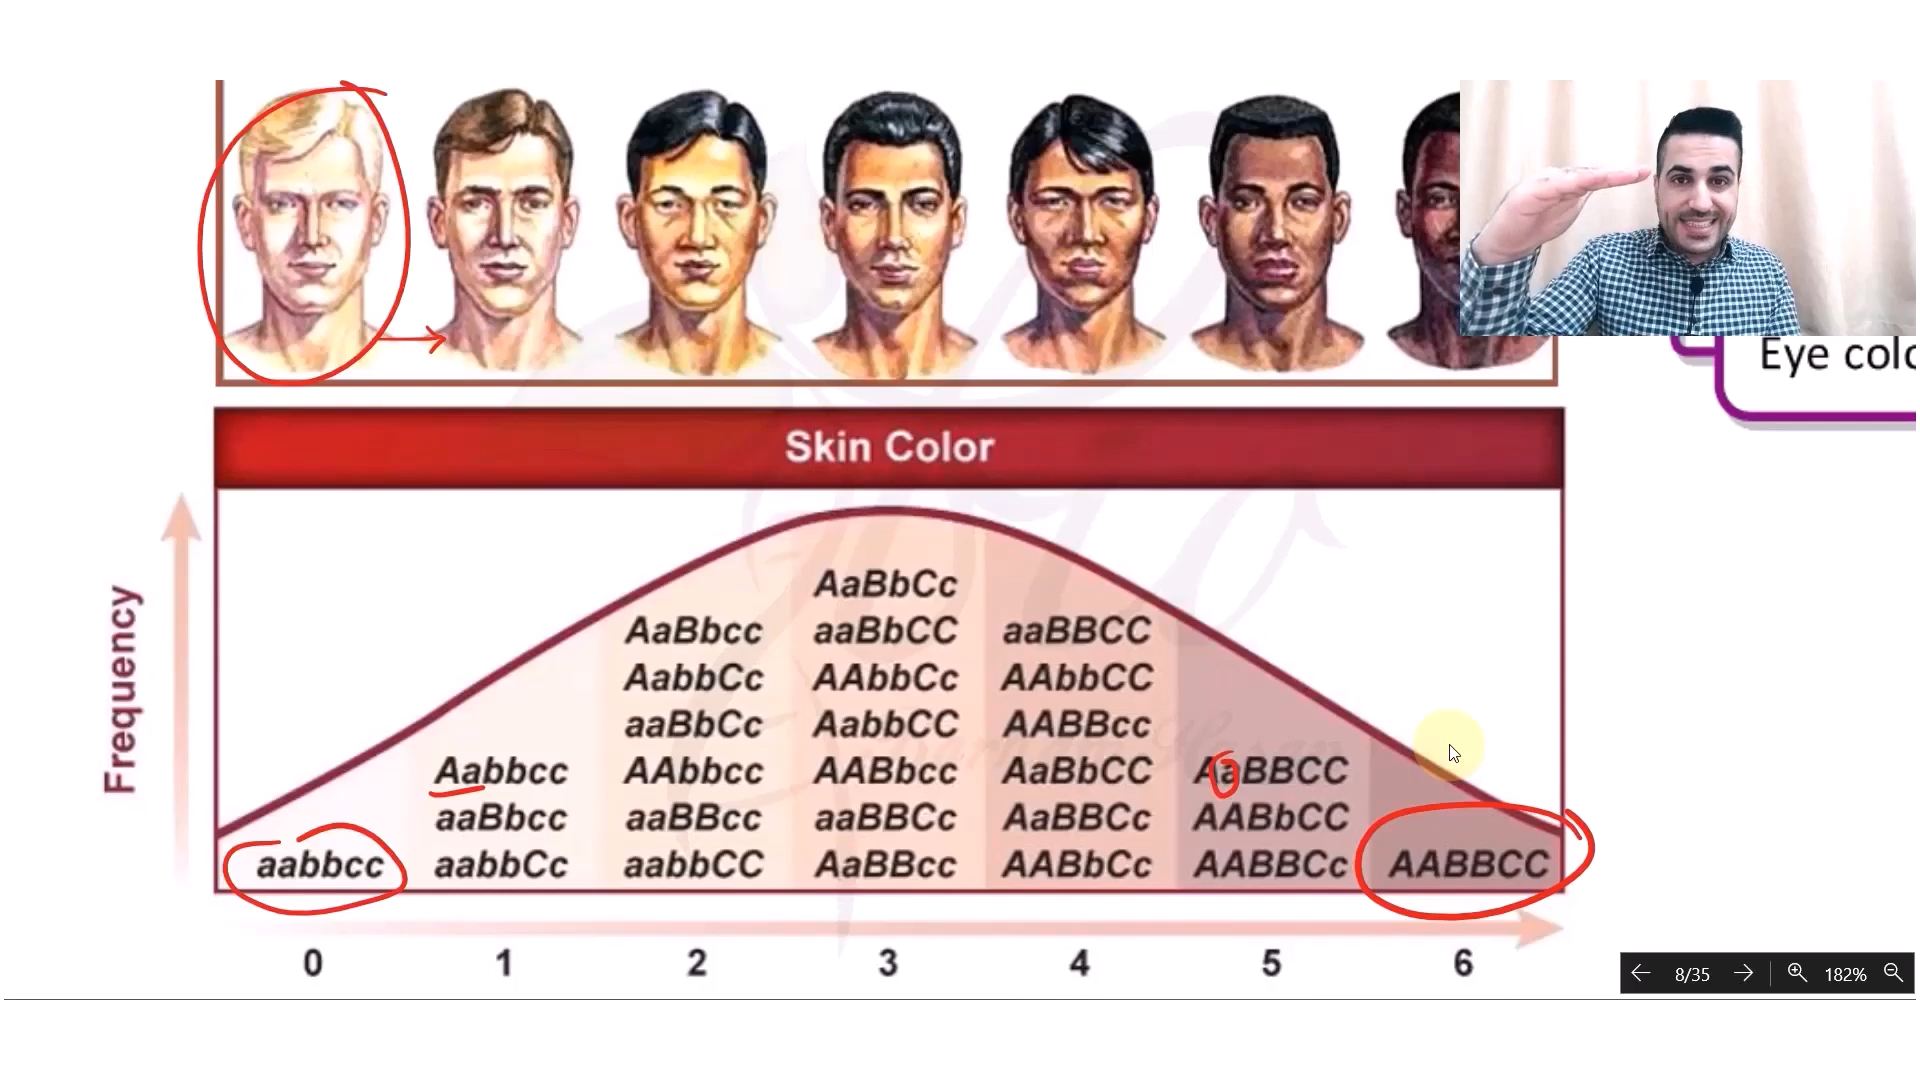 Eye colo
Skin Color
Frequency
AaBbCc
AaBbcc aaBbCC aaBBCC
AabbCc AAbbCc AAbbCC
aaBbCc AabbCC AABBcc
Aabbcc AAbbcc AABbcc AaBbCC AaBBCC
aaBbcc aaBBcc aaBBCc AaBBCc AABbCC
aabbcc aabbCc aabbCC AaBBcc AABbCc AABBCc AABBCC
0 1 2 3 4 5 6
8/35 182%